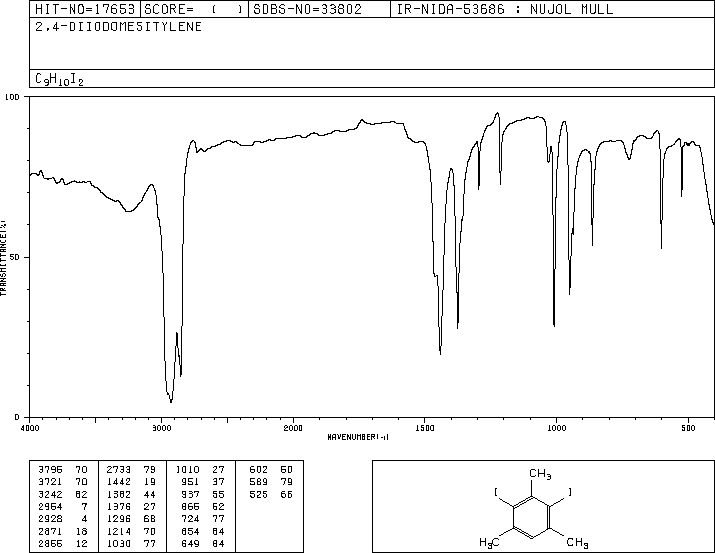 HIT-NO=17653 SCORE= ( ) SDBS-NO=33802 IR-NIDA-53686 : NUJOL MULL
2,4-DIIODOMESITYLENE
C9H10I2
100
50
0
TRANSMITTANCE(%)
4000 3000 2000 1500 1000 500
WAVENUMBER(-1)
3795 70 2733 79 1010 27 602 50
3721 70 1442 19 951 37 589 79
3242 62 1382 44 937 55 525 66
2954 7 1376 27 865 52
2928 4 1296 68 724 77
2871 18 1214 70 654 84
2855 12 1030 77 649 84
CH3
I I
H3C CH3